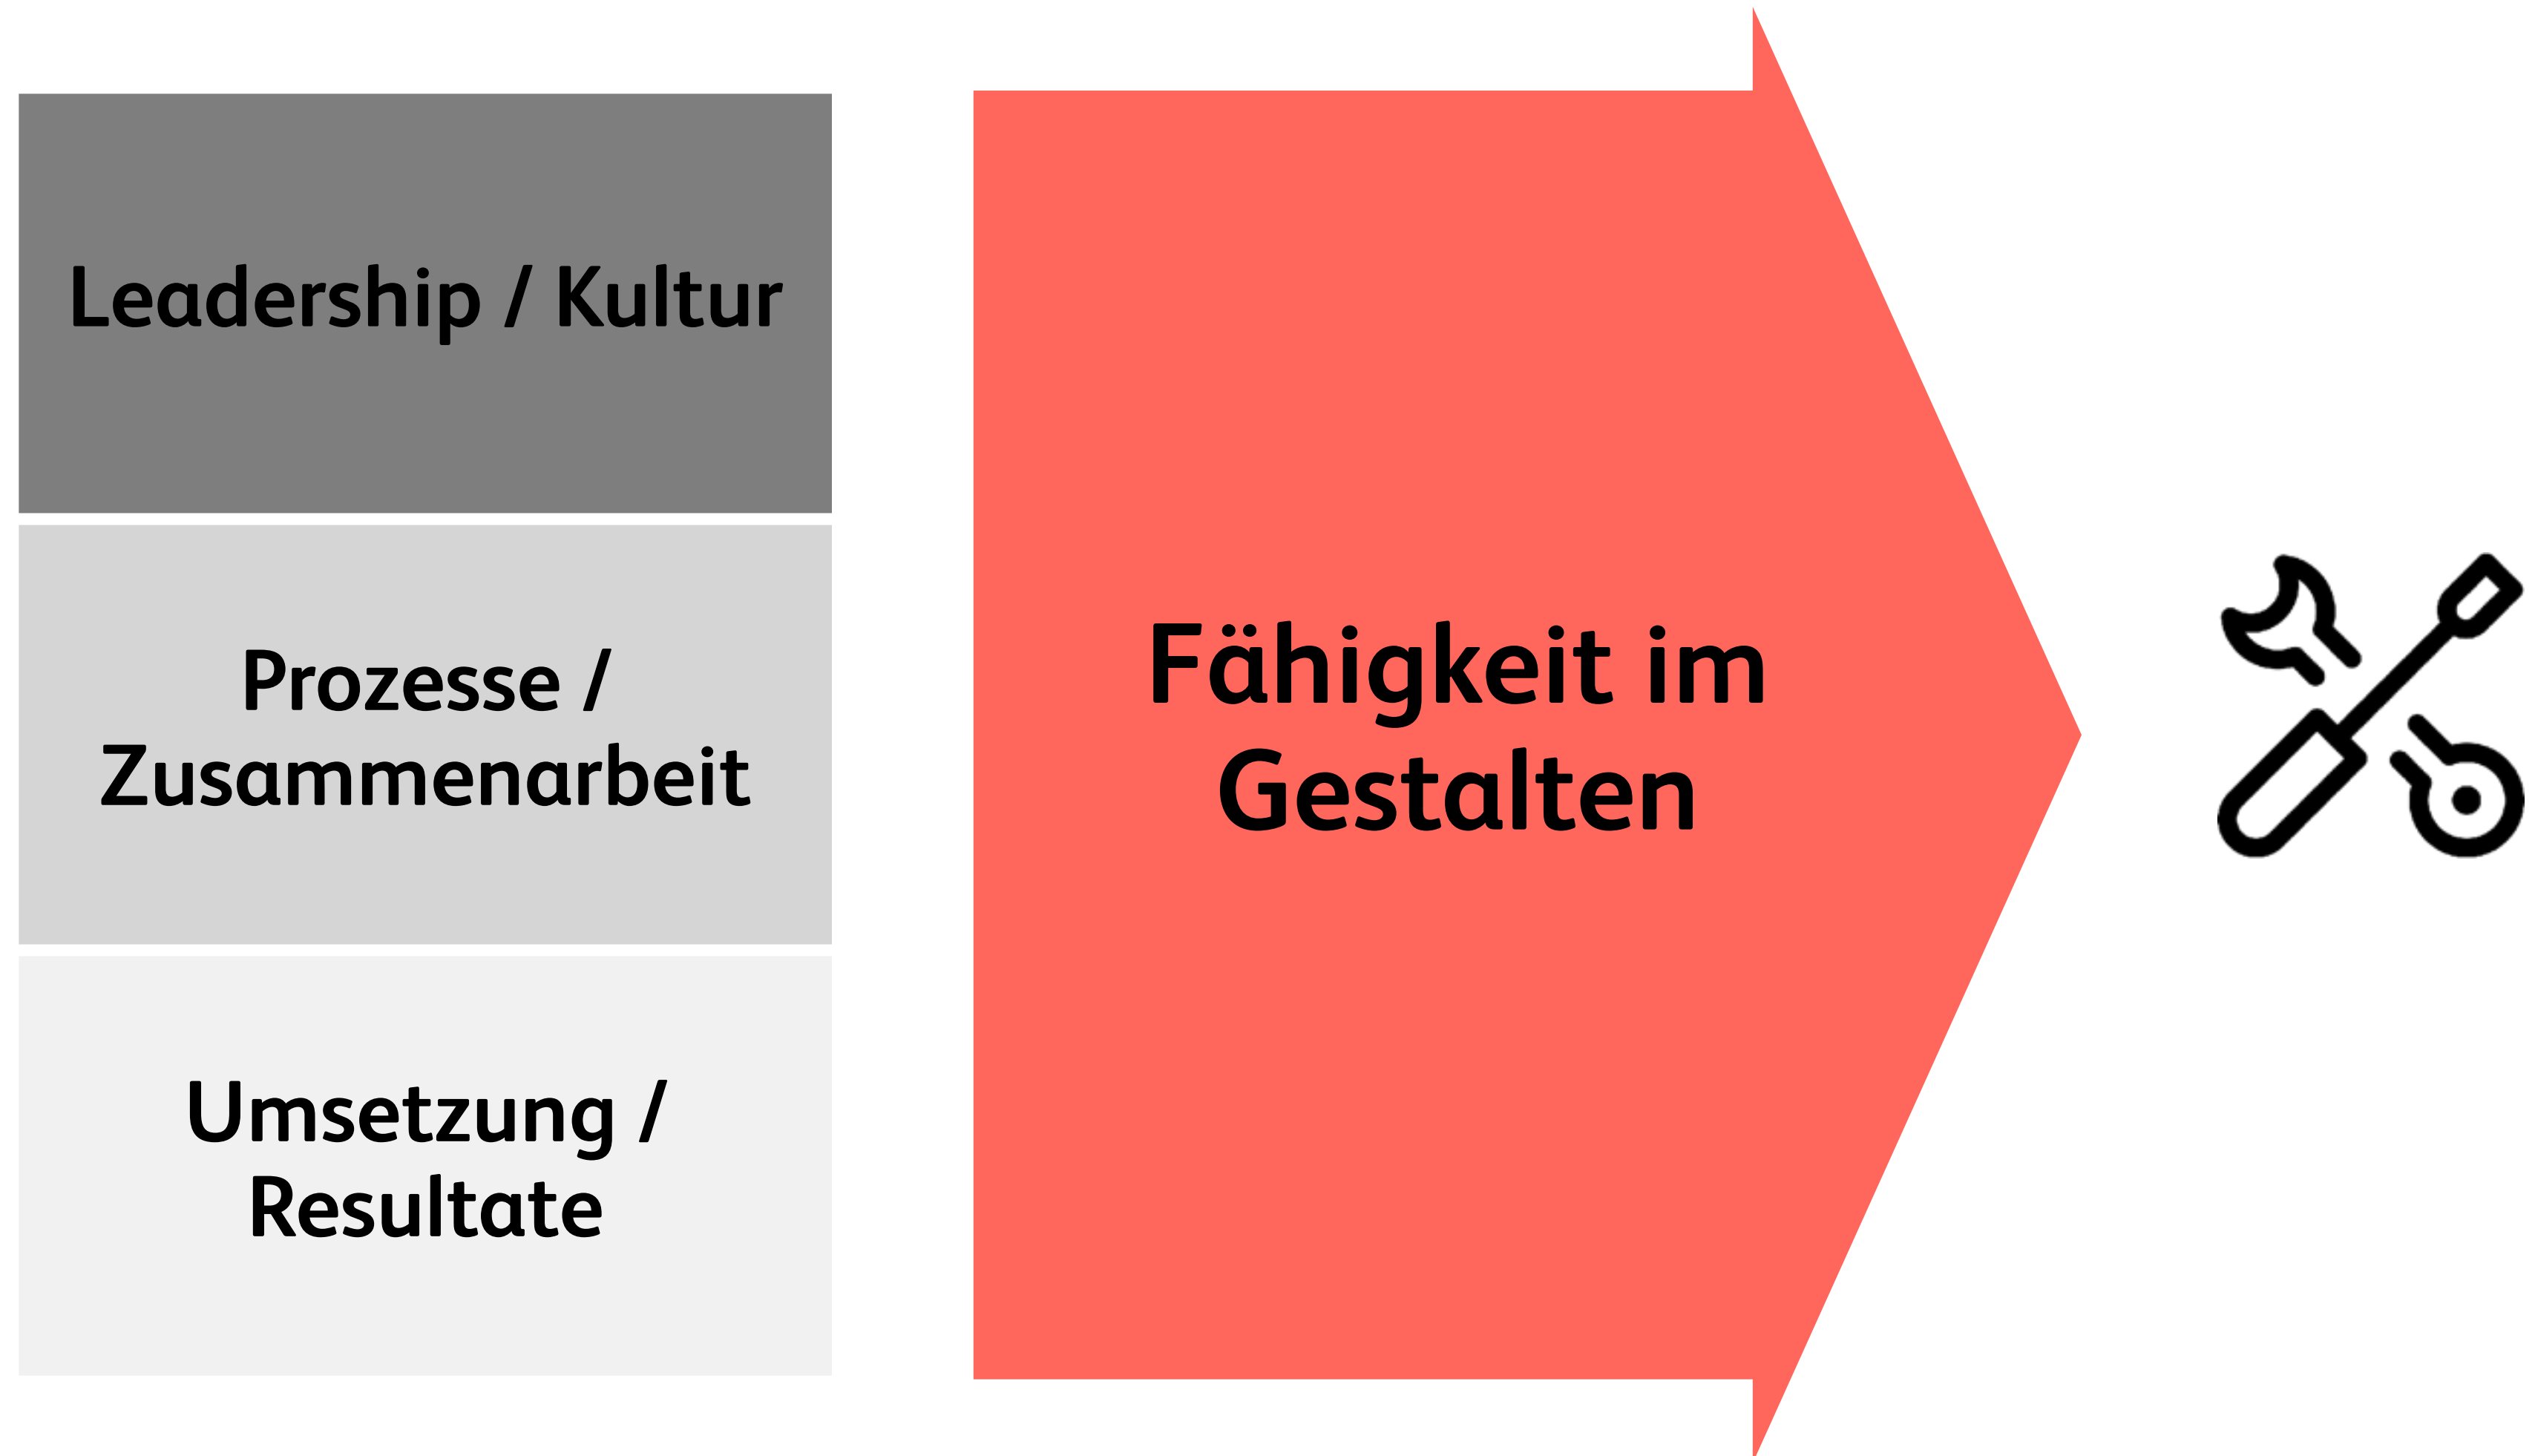 Leadership / Kultur
Prozesse /
Zusammenarbeit
Umsetzung /
Resultate
Fähigkeit im
Gestalten